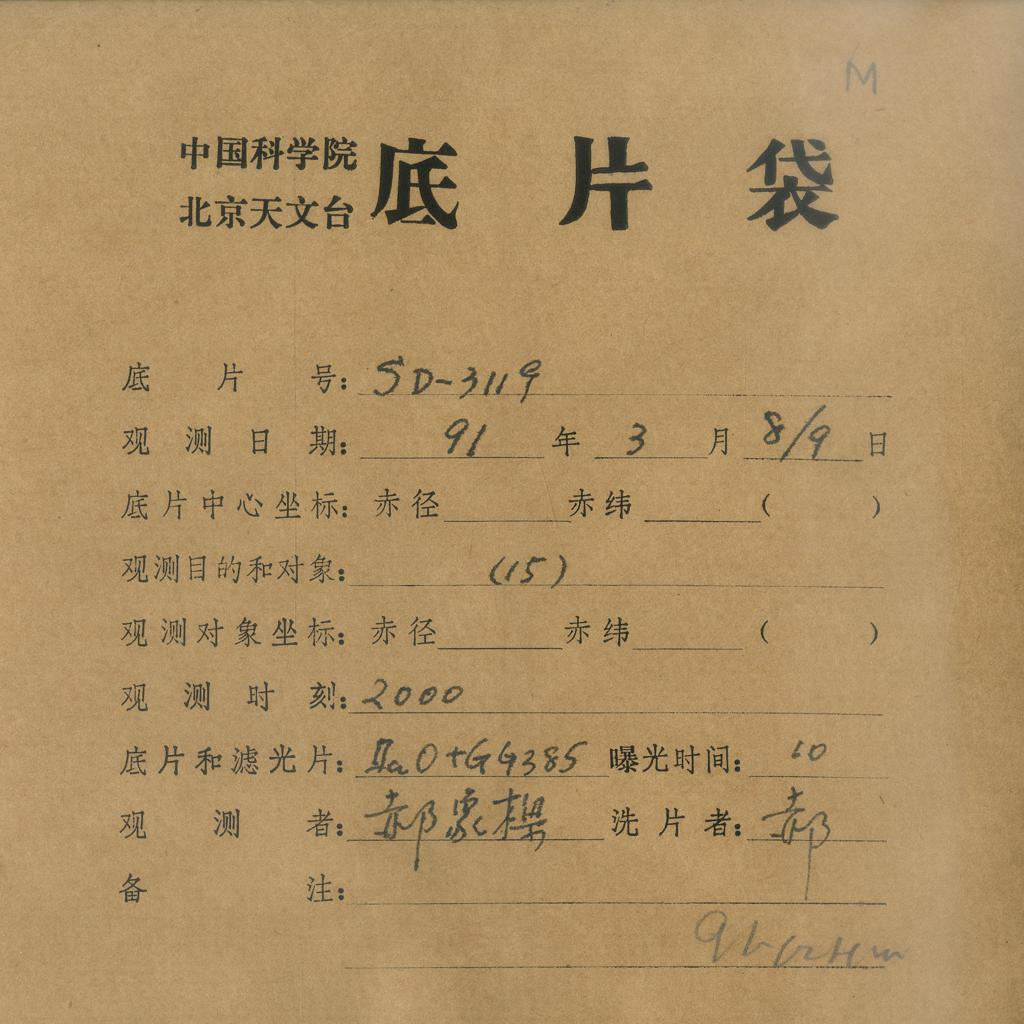 M
中国科学院
北京天文台
底片袋
底片号: SD-3119
观测日期: 91年3月8/9日
底片中心坐标: 赤径 赤纬 ( )
观测目的和对象: (15)
观测对象坐标: 赤径 赤纬 ( )
观测时刻: 2000
底片和滤光片: IIaO+GG385 曝光时间: 10
观测者: 郝象樑 洗片者: 郝
备注: